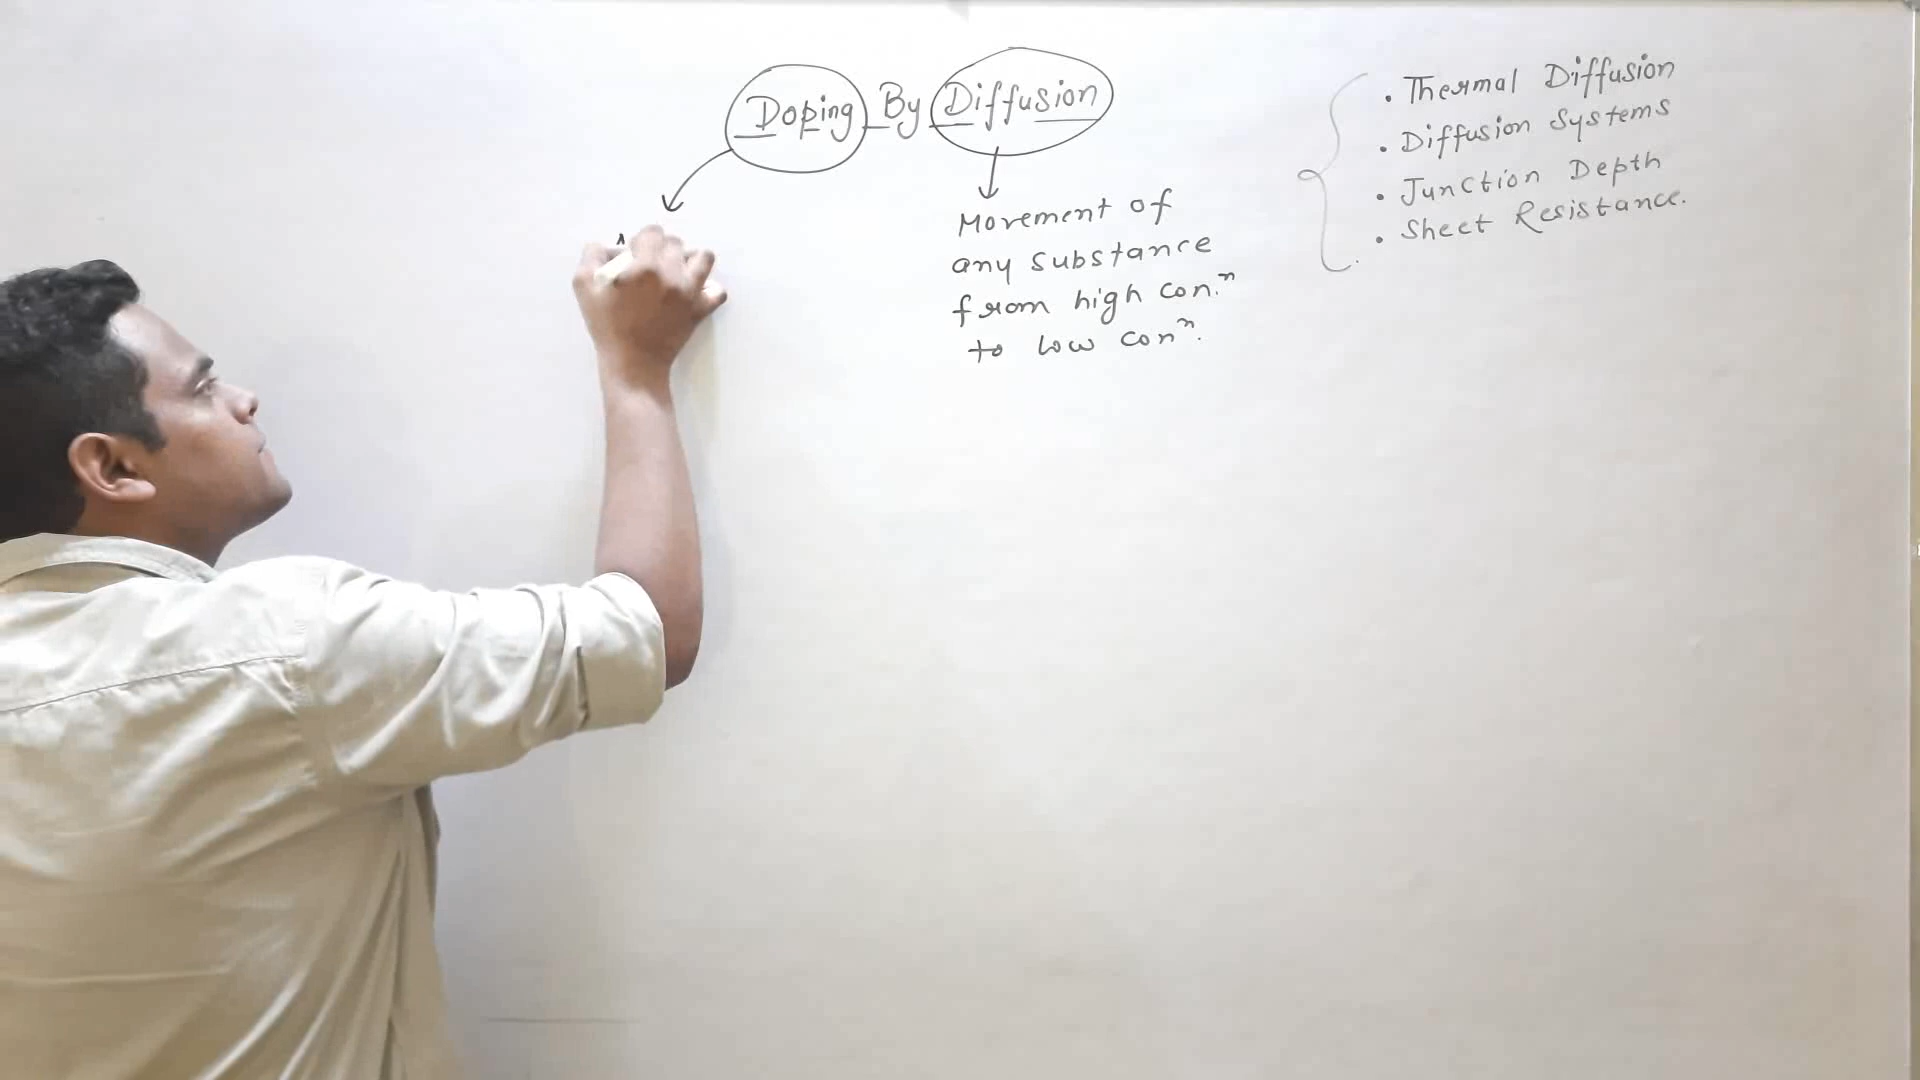 Doping By Diffusion
Movement of
any substance
from high con.ⁿ
to low conⁿ.
. Thermal Diffusion
. Diffusion Systems
. Junction Depth
. Sheet Resistance.